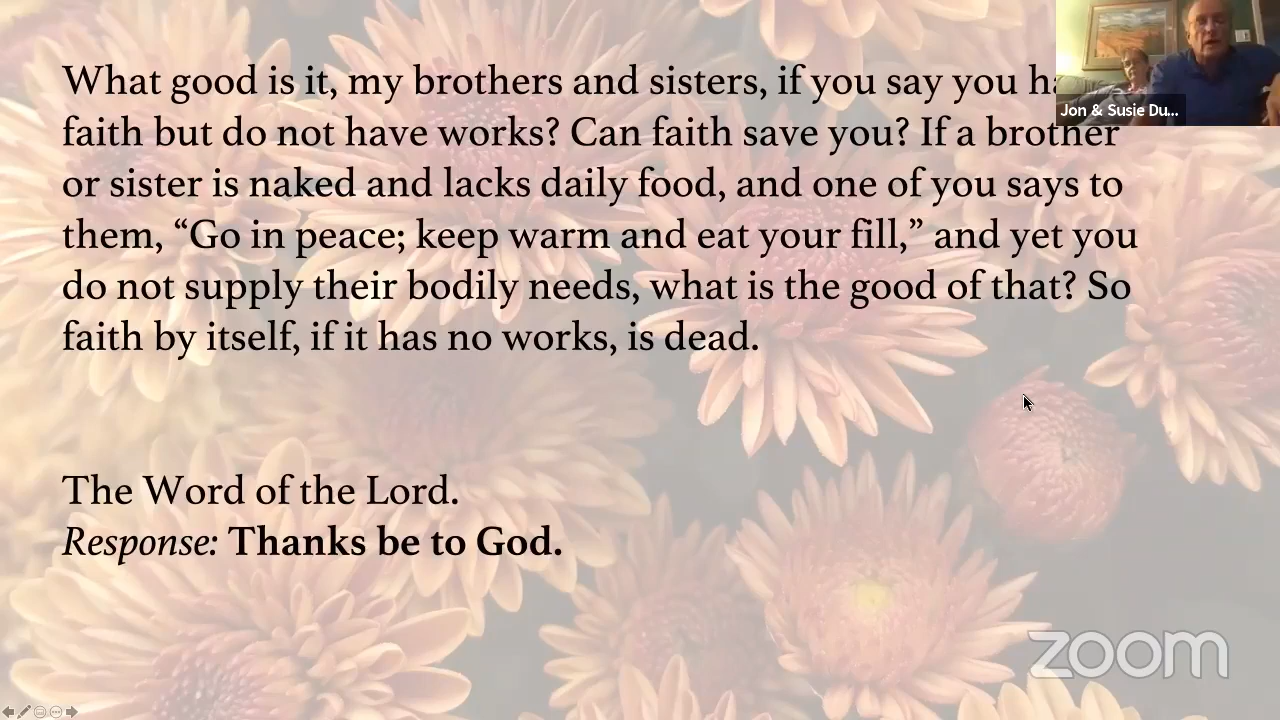 What good is it, my brothers and sisters, if you say you
faith but do not have works? Can faith save you? If a brother
or sister is naked and lacks daily food, and one of you says to
them, “Go in peace; keep warm and eat your fill,” and yet you
do not supply their bodily needs, what is the good of that? So
faith by itself, if it has no works, is dead.
The Word of the Lord.
Response: Thanks be to God.
Jon & Susie Du...
zoom